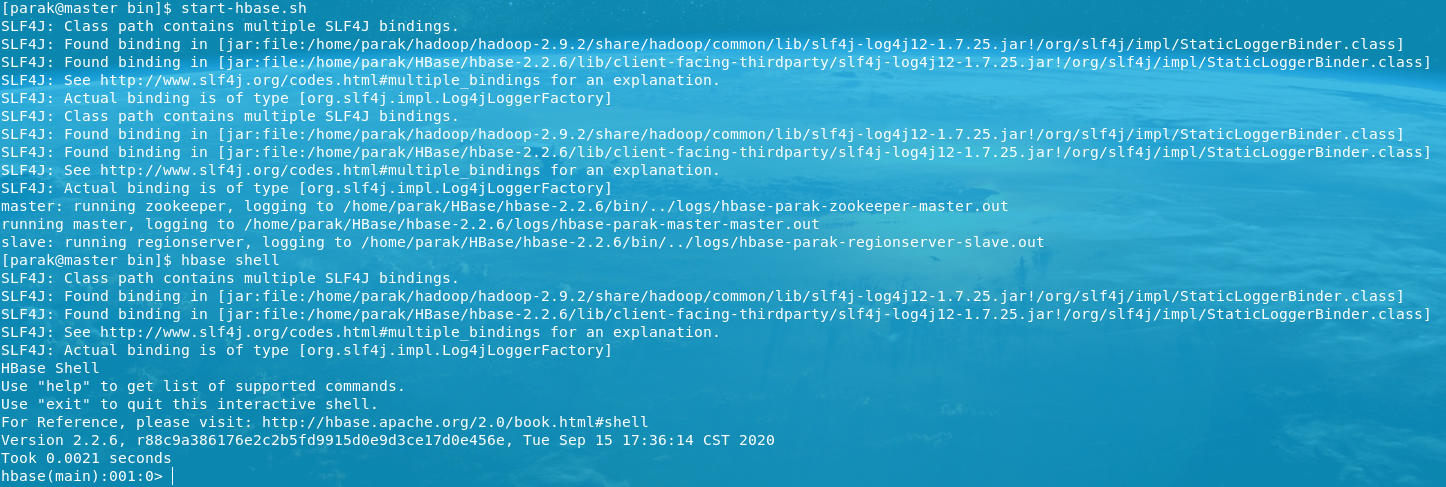 [parak@master bin]$ start-hbase.sh
SLF4J: Class path contains multiple SLF4J bindings.
SLF4J: Found binding in [jar:file:/home/parak/hadoop/hadoop-2.9.2/share/hadoop/common/lib/slf4j-log4j12-1.7.25.jar!/org/slf4j/impl/StaticLoggerBinder.class]
SLF4J: Found binding in [jar:file:/home/parak/HBase/hbase-2.2.6/lib/client-facing-thirdparty/slf4j-log4j12-1.7.25.jar!/org/slf4j/impl/StaticLoggerBinder.class]
SLF4J: See http://www.slf4j.org/codes.html#multiple_bindings for an explanation.
SLF4J: Actual binding is of type [org.slf4j.impl.Log4jLoggerFactory]
SLF4J: Class path contains multiple SLF4J bindings.
SLF4J: Found binding in [jar:file:/home/parak/hadoop/hadoop-2.9.2/share/hadoop/common/lib/slf4j-log4j12-1.7.25.jar!/org/slf4j/impl/StaticLoggerBinder.class]
SLF4J: Found binding in [jar:file:/home/parak/HBase/hbase-2.2.6/lib/client-facing-thirdparty/slf4j-log4j12-1.7.25.jar!/org/slf4j/impl/StaticLoggerBinder.class]
SLF4J: See http://www.slf4j.org/codes.html#multiple_bindings for an explanation.
SLF4J: Actual binding is of type [org.slf4j.impl.Log4jLoggerFactory]
master: running zookeeper, logging to /home/parak/HBase/hbase-2.2.6/bin/../logs/hbase-parak-zookeeper-master.out
running master, logging to /home/parak/HBase/hbase-2.2.6/logs/hbase-parak-master-master.out
slave: running regionserver, logging to /home/parak/HBase/hbase-2.2.6/bin/../logs/hbase-parak-regionserver-slave.out
[parak@master bin]$ hbase shell
SLF4J: Class path contains multiple SLF4J bindings.
SLF4J: Found binding in [jar:file:/home/parak/hadoop/hadoop-2.9.2/share/hadoop/common/lib/slf4j-log4j12-1.7.25.jar!/org/slf4j/impl/StaticLoggerBinder.class]
SLF4J: Found binding in [jar:file:/home/parak/HBase/hbase-2.2.6/lib/client-facing-thirdparty/slf4j-log4j12-1.7.25.jar!/org/slf4j/impl/StaticLoggerBinder.class]
SLF4J: See http://www.slf4j.org/codes.html#multiple_bindings for an explanation.
SLF4J: Actual binding is of type [org.slf4j.impl.Log4jLoggerFactory]
HBase Shell
Use "help" to get list of supported commands.
Use "exit" to quit this interactive shell.
For Reference, please visit: http://hbase.apache.org/2.0/book.html#shell
Version 2.2.6, r88c9a386176e2c2b5fd9915d0e9d3ce17d0e456e, Tue Sep 15 17:36:14 CST 2020
Took 0.0021 seconds
hbase(main):001:0>